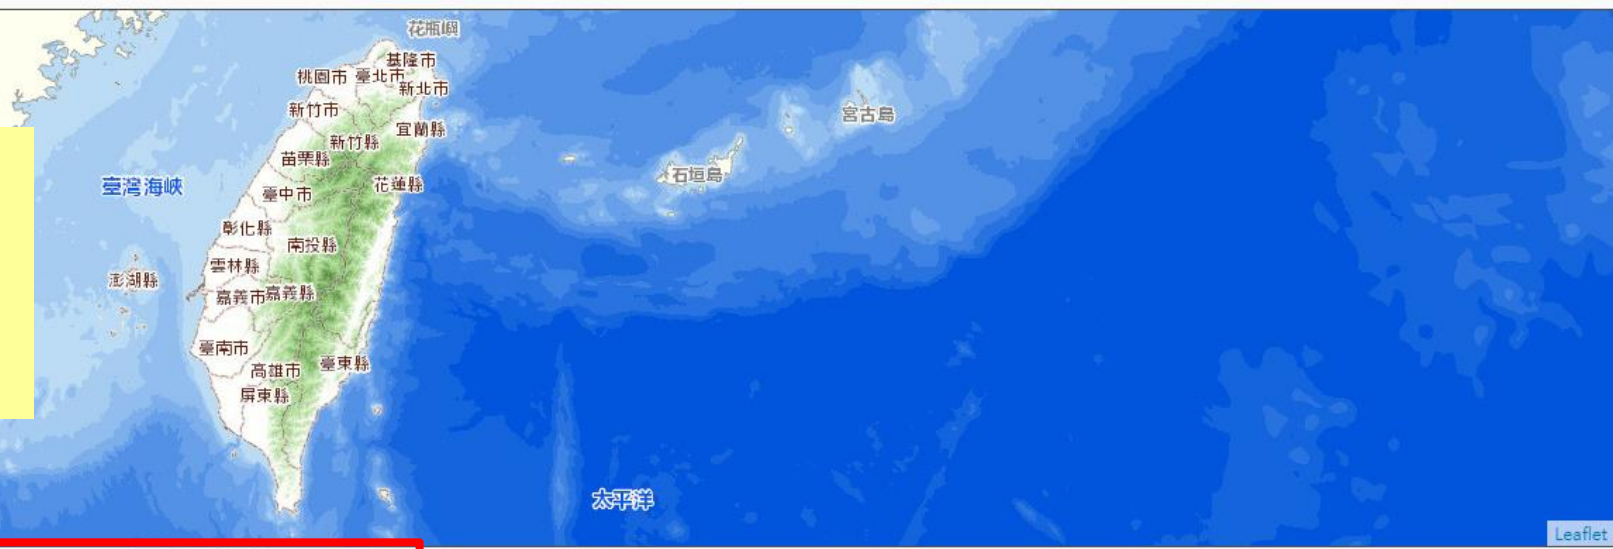 花瓶嶼
基隆市
桃園市 臺北市
新北市
新竹市
宜蘭縣
新竹縣
苗栗縣
宮古島
石垣島
臺灣海峽
臺中市
花蓮縣
彰化縣
南投縣
雲林縣
澎湖縣
嘉義市 嘉義縣
臺南市
高雄市
臺東縣
屏東縣
太平洋
Leaflet